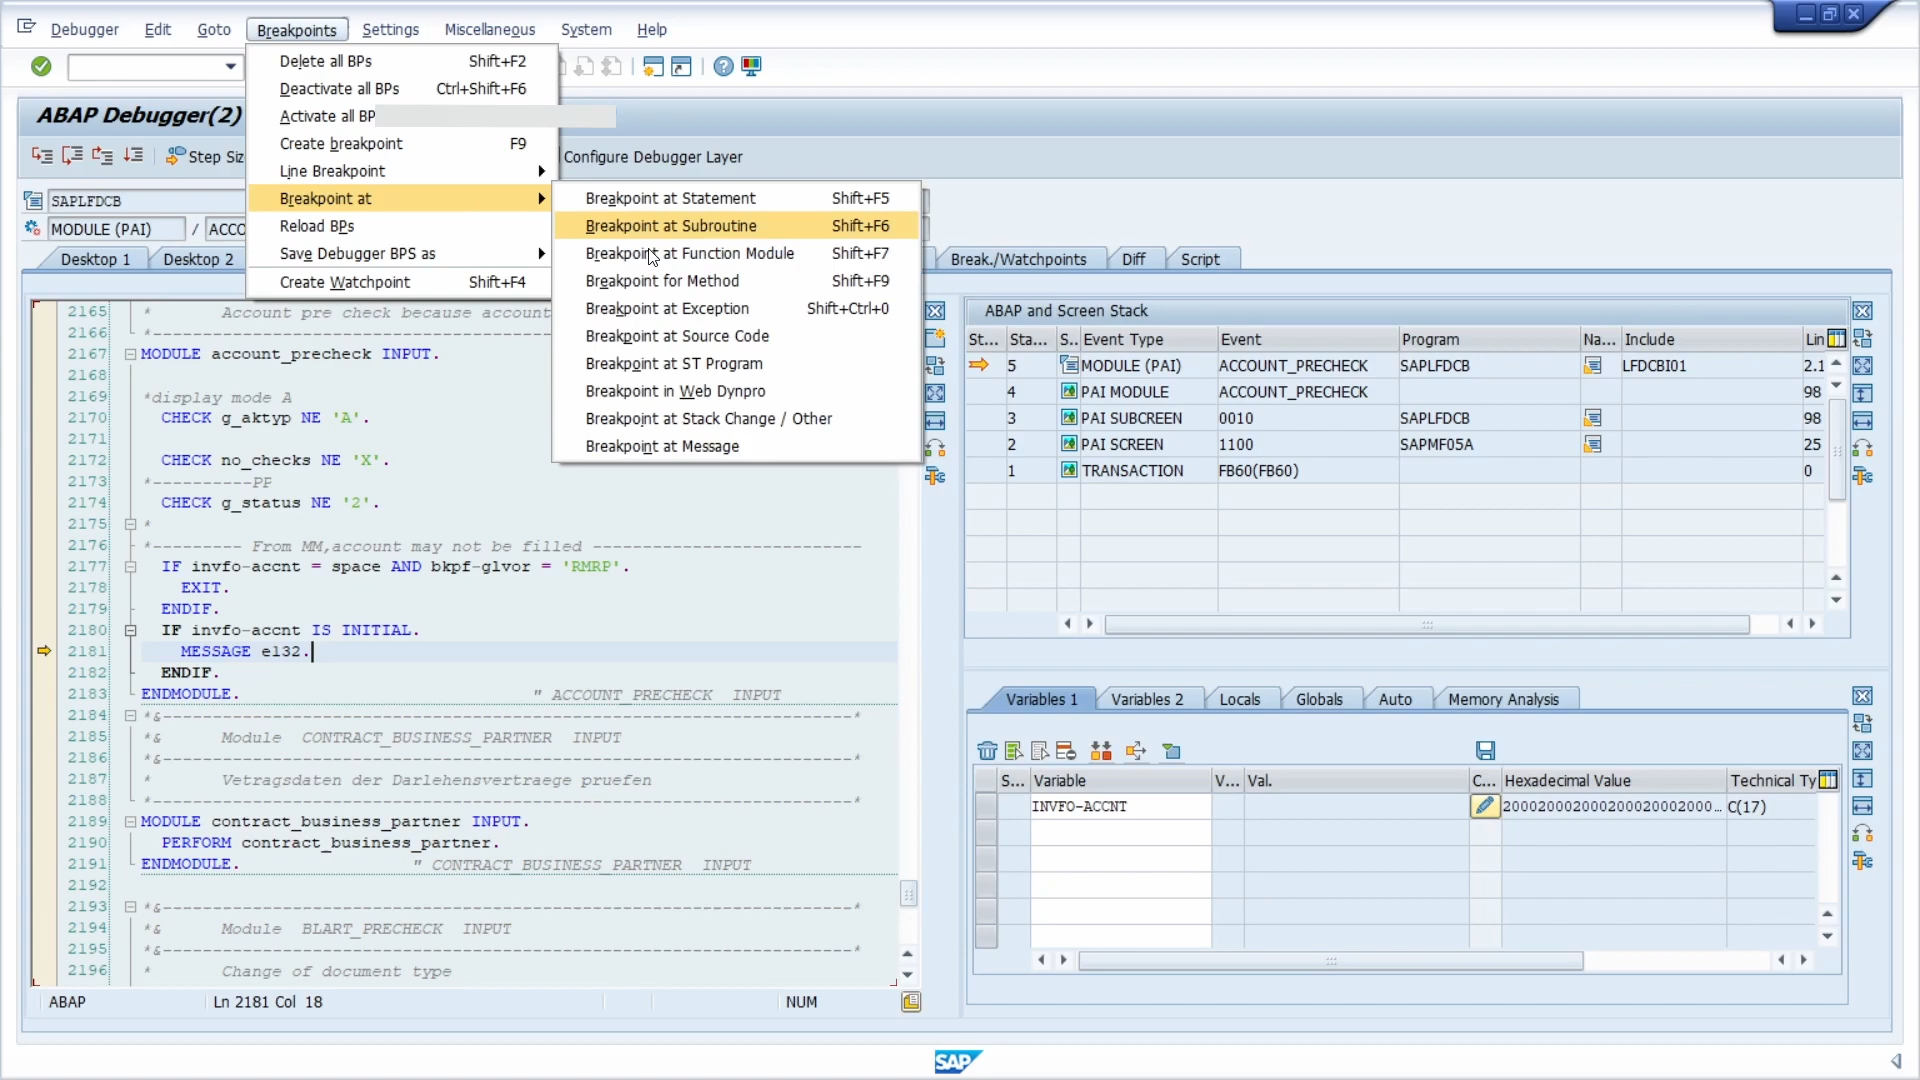 Debugger Edit Goto Breakpoints Settings Miscellaneous System Help
Delete all BPs Shift+F2
Deactivate all BPs Ctrl+Shift+F6
Activate all BP
Create breakpoint F9
Line Breakpoint
Breakpoint at
Reload BPs
Save Debugger BPS as
Create Watchpoint Shift+F4
Breakpoint at Statement Shift+F5
Breakpoint at Subroutine Shift+F6
Breakpoint at Function Module Shift+F7
Breakpoint for Method Shift+F9
Breakpoint at Exception Shift+Ctrl+0
Breakpoint at Source Code
Breakpoint at ST Program
Breakpoint in Web Dynpro
Breakpoint at Stack Change / Other
Breakpoint at Message
ABAP Debugger(2)
Step Siz
Configure Debugger Layer
SAPLFDCB
MODULE (PAI) / ACCO
Desktop 1 Desktop 2 Break./Watchpoints Diff Script
2165 * Account pre check because account
2166 *----------------------------------------
2167 MODULE account_precheck INPUT.
2168
2169 *display mode A
2170 CHECK g_aktyp NE 'A'.
2171
2172 CHECK no_checks NE 'X'.
2173 *----------PP
2174 CHECK g_status NE '2'.
2175 *
2176 *--------- From MM,account may not be filled ---------------------------
2177 IF invfo-accnt = space AND bkpf-glvor = 'RMRP'.
2178 EXIT.
2179 ENDIF.
2180 IF invfo-accnt IS INITIAL.
2181 MESSAGE e132.
2182 ENDIF.
2183 ENDMODULE. " ACCOUNT_PRECHECK INPUT
2184 *&---------------------------------------------------------------------*
2185 *& Module CONTRACT_BUSINESS_PARTNER INPUT
2186 *&---------------------------------------------------------------------*
2187 * Vetragsdaten der Darlehensvertraege pruefen
2188 *----------------------------------------------------------------------*
2189 MODULE contract_business_partner INPUT.
2190 PERFORM contract_business_partner.
2191 ENDMODULE. " CONTRACT_BUSINESS_PARTNER INPUT
2192
2193 *&---------------------------------------------------------------------*
2194 *& Module BLART_PRECHECK INPUT
2195 *&---------------------------------------------------------------------*
2196 * Change of document type
ABAP Ln 2181 Col 18 NUM
ABAP and Screen Stack
St... Sta... S.. Event Type Event Program Na... Include Lin
5 MODULE (PAI) ACCOUNT_PRECHECK SAPLFDCB LFDCBI01 2.1
4 PAI MODULE ACCOUNT_PRECHECK 98
3 PAI SUBCREEN 0010 SAPLFDCB 98
2 PAI SCREEN 1100 SAPMF05A 25
1 TRANSACTION FB60(FB60) 0
Variables 1 Variables 2 Locals Globals Auto Memory Analysis
S... Variable V... Val. C... Hexadecimal Value Technical Ty
INVFO-ACCNT 200020002000200020002000... C(17)
SAP